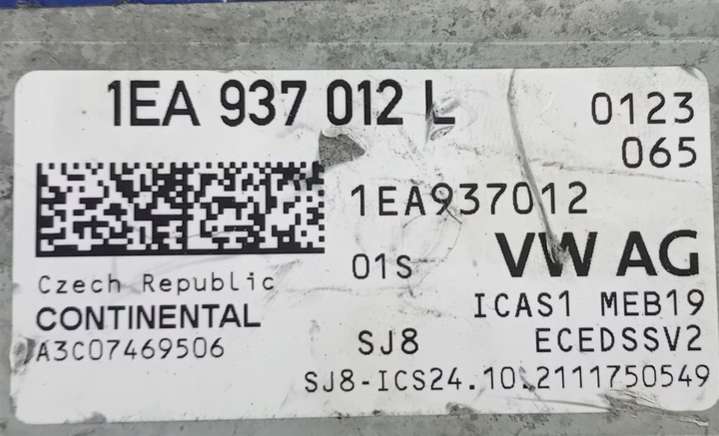 1EA 937 012 L
0123
065
1EA937012
01S
VW AG
Czech Republic
CONTINENTAL
ICAS1 MEB19
A3C07469506
SJ8
ECEDSSV2
SJ8-ICS24.10.2111750549